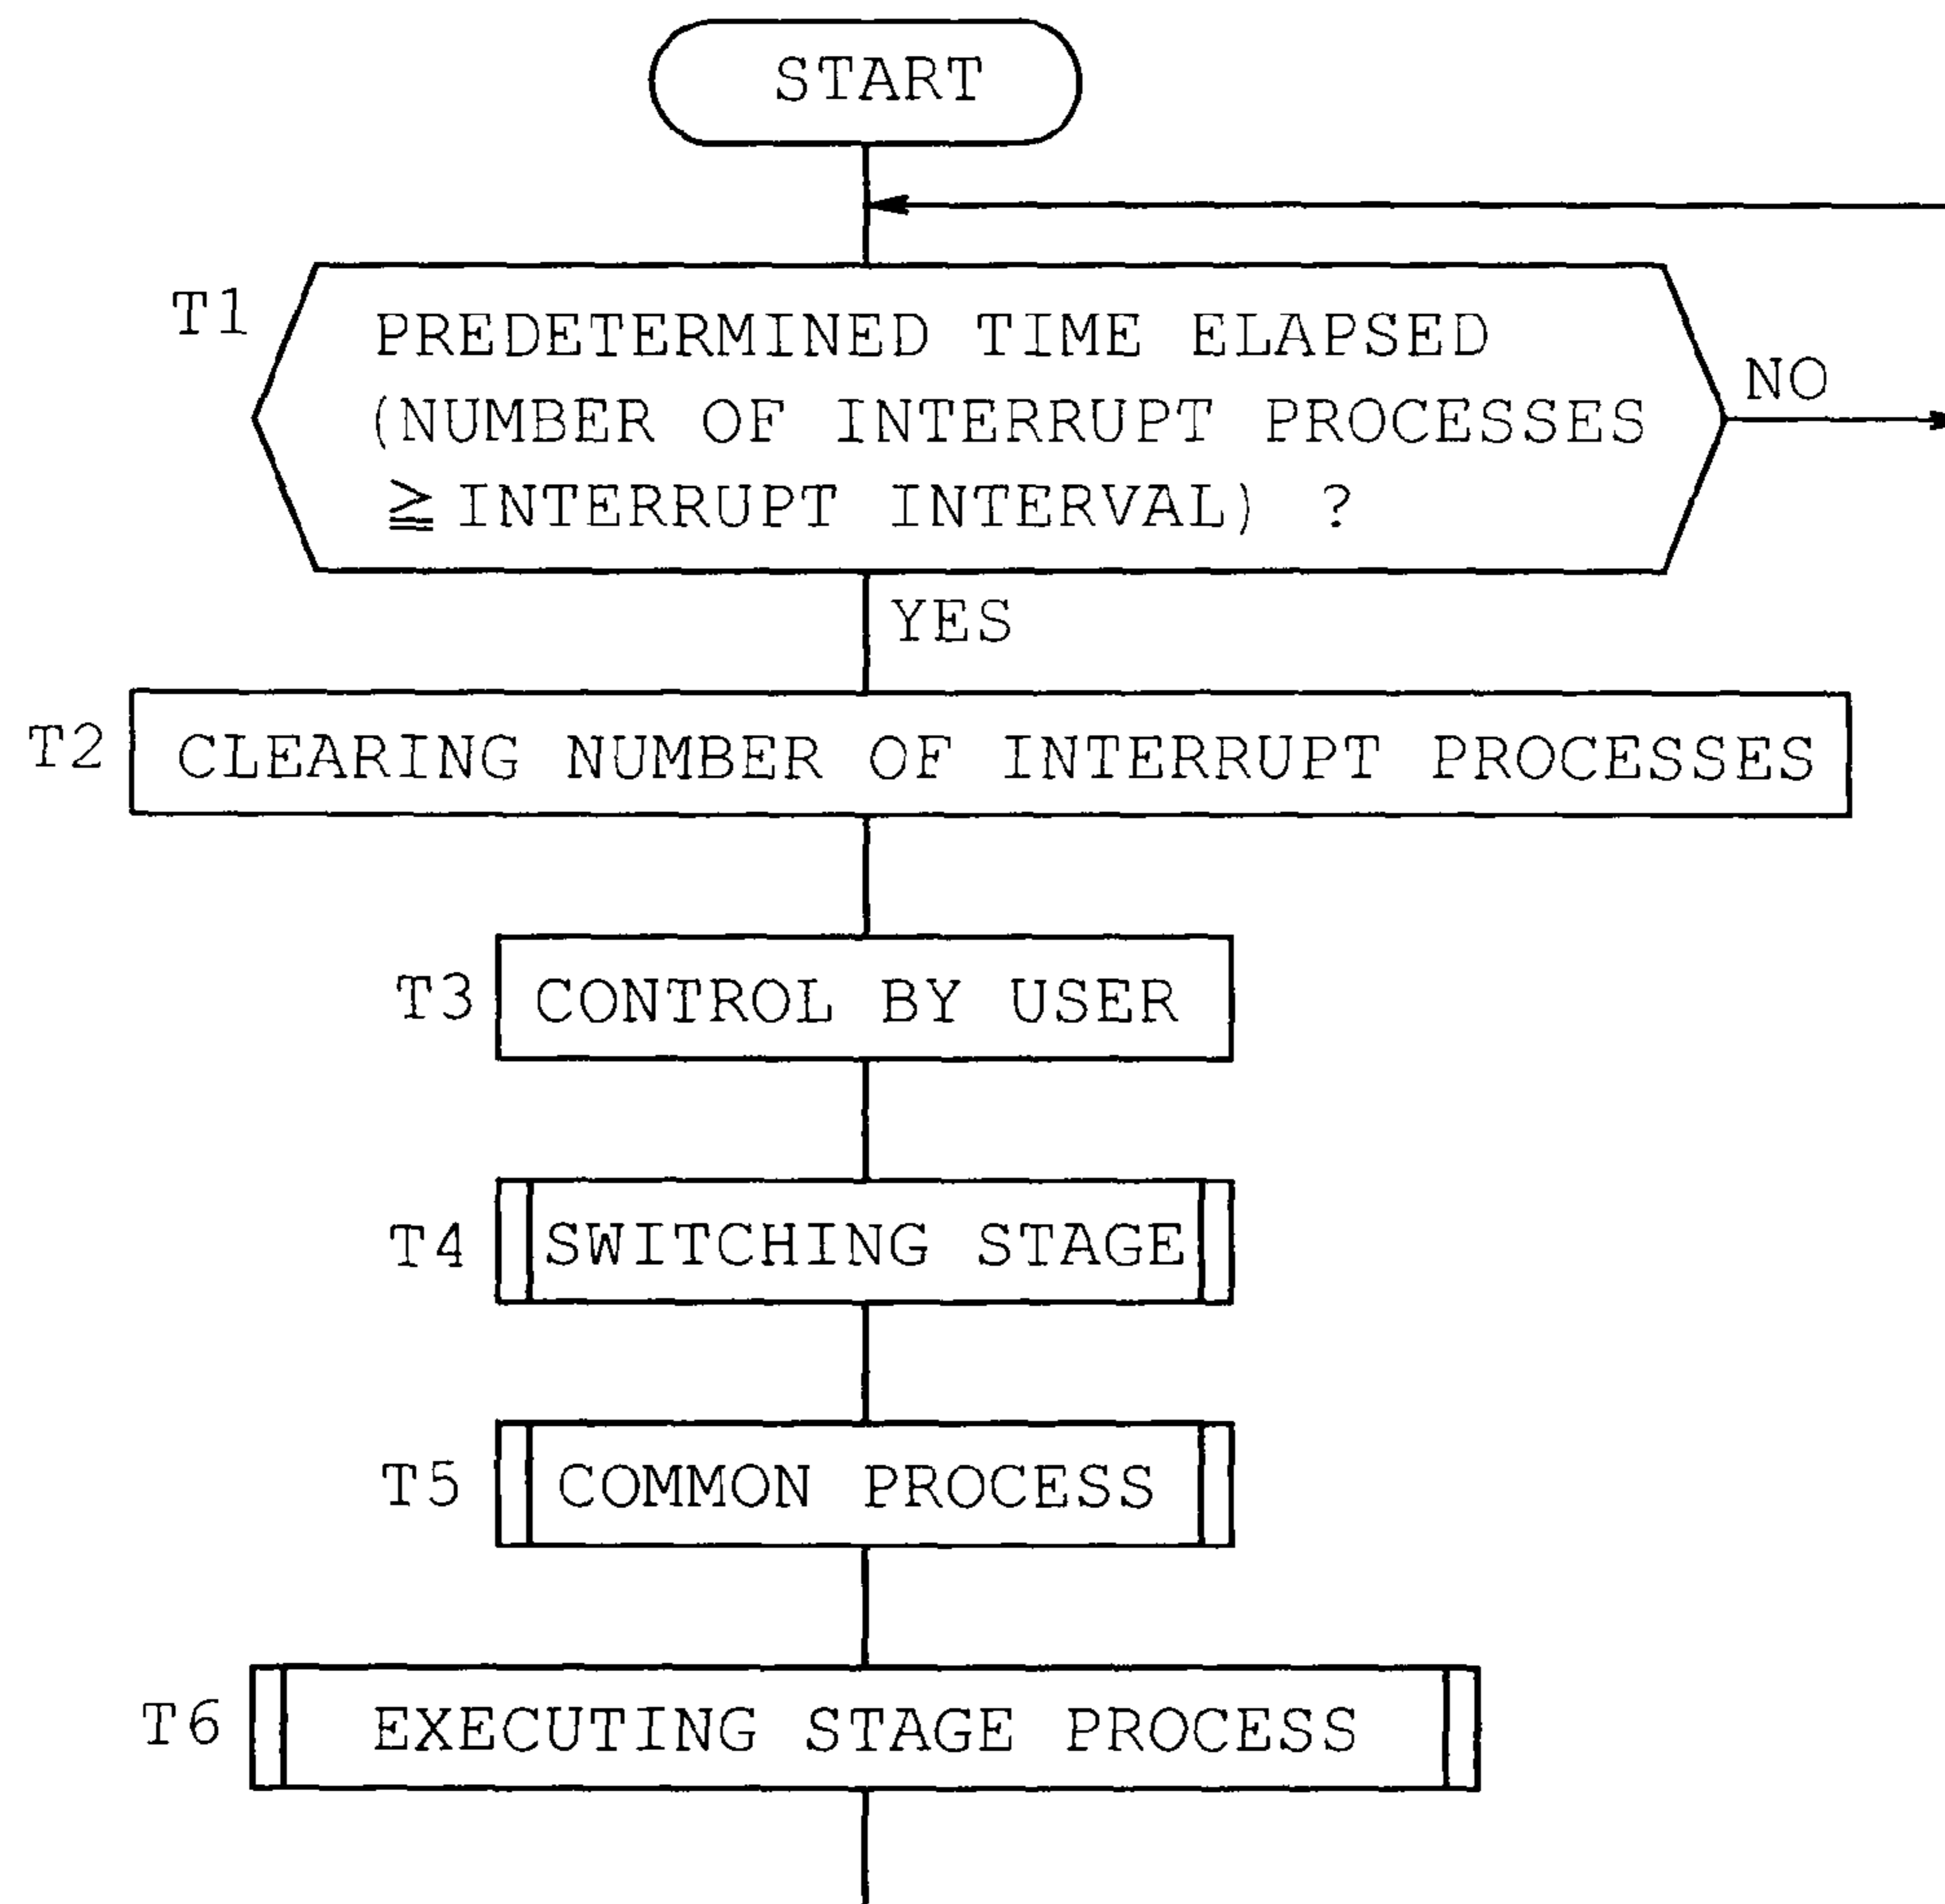 START
T1
PREDETERMINED TIME ELAPSED
(NUMBER OF INTERRUPT PROCESSES
≧ INTERRUPT INTERVAL) ?
NO
YES
T2 CLEARING NUMBER OF INTERRUPT PROCESSES
T3 CONTROL BY USER
T4 SWITCHING STAGE
T5 COMMON PROCESS
T6 EXECUTING STAGE PROCESS